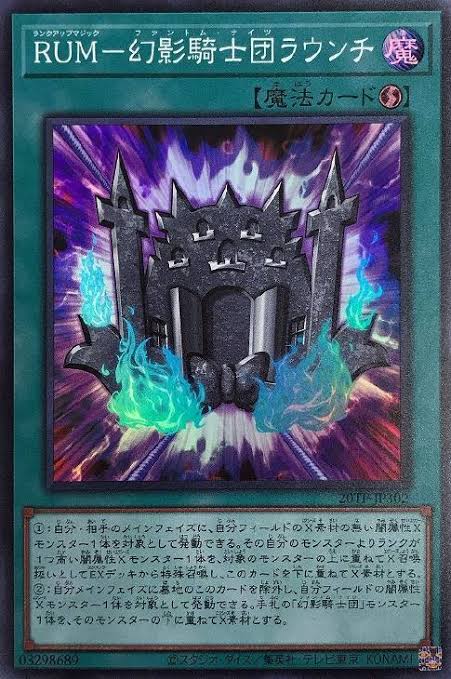 ランクアップマジック ファントム ナイツ
RUM－幻影騎士団ラウンチ 魔
【魔法カード】
20TP-JP302
①:自分・相手のメインフェイズに、自分フィールドのX素材の無い闇属性X
モンスター1体を対象として発動できる。その自分のモンスターよりランクが
1つ高い闇属性Xモンスター1体を、対象のモンスターの上に重ねてX召喚
扱いとしてEXデッキから特殊召喚し、このカードを下に重ねてX素材とする。
②:自分メインフェイズに墓地のこのカードを除外し、自分フィールドの闇属性
Xモンスター1体を対象として発動できる。手札の「幻影騎士団」モンスター
1体を、そのモンスターの下に重ねてX素材とする。
03298689 ©スタジオ・ダイス/集英社・テレビ東京・KONAMI